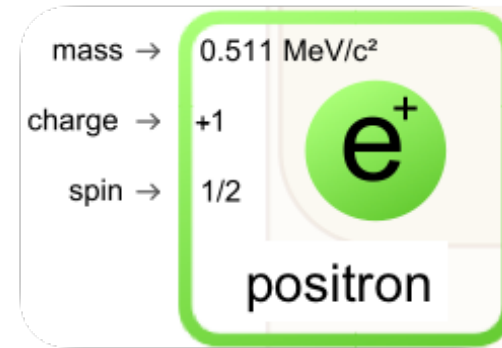 mass → 0.511 MeV/c²
charge → +1
spin → 1/2
e⁺
positron